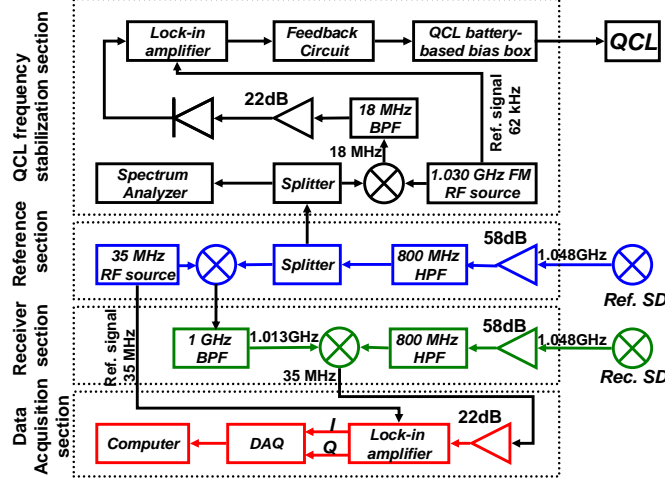 QCL frequency
stabilization section
Lock-in
amplifier
Feedback
Circuit
QCL battery-
based bias box
QCL
22dB
18 MHz
BPF
Ref. signal
62 kHz
18 MHz
Spectrum
Analyzer
Splitter
1.030 GHz FM
RF source
Reference
section
35 MHz
RF source
Splitter
800 MHz
HPF
58dB
1.048GHz
Ref. SD
Receiver
section
Ref. signal
35 MHz
1 GHz
BPF
1.013GHz
35 MHz
800 MHz
HPF
58dB
1.048GHz
Rec. SD
Data
Acquisition
section
Computer
DAQ
I
Q
Lock-in
amplifier
22dB